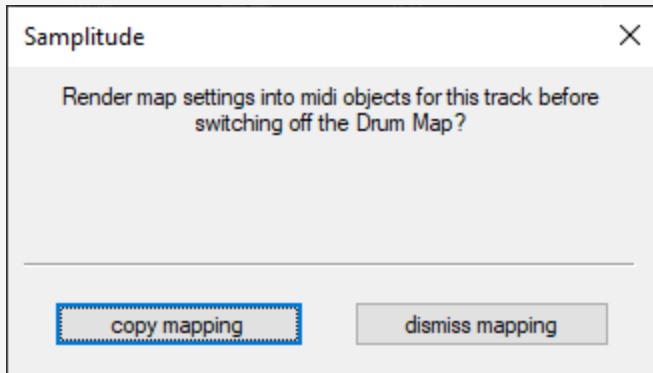 Samplitude
Render map settings into midi objects for this track before
switching off the Drum Map?
copy mapping
dismiss mapping